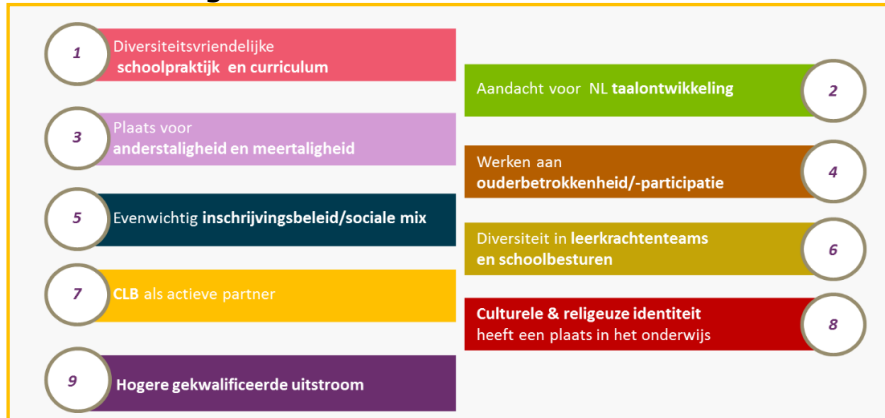 1
Diversiteitsvriendelijke
schoolpraktijk en curriculum
Aandacht voor NL taalontwikkeling
2
3
Plaats voor
anderstaligheid en meertaligheid
Werken aan
ouderbetrokkenheid/-participatie
4
5
Evenwichtig inschrijvingsbeleid/sociale mix
Diversiteit in leerkrachtenteams
en schoolbesturen
6
7
CLB als actieve partner
Culturele & religeuze identiteit
heeft een plaats in het onderwijs
8
9
Hogere gekwalificeerde uitstroom